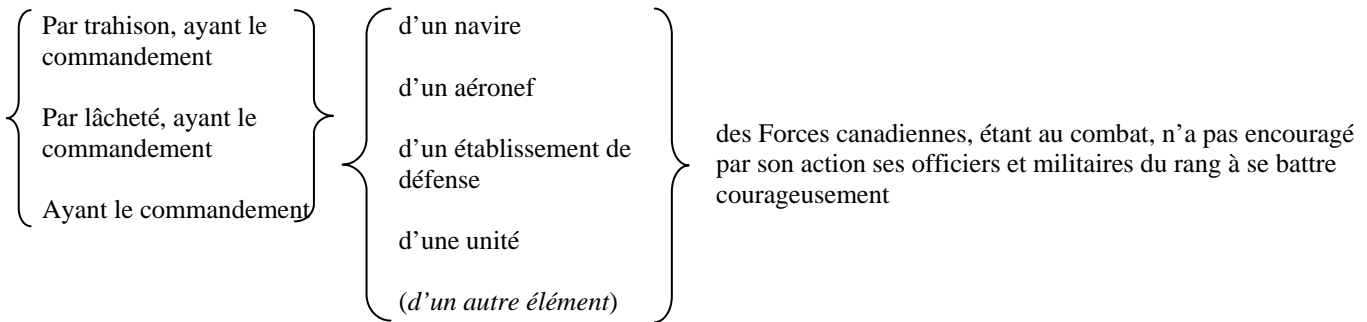 Par trahison, ayant le
commandement
Par lâcheté, ayant le
commandement
Ayant le commandement
d’un navire
d’un aéronef
d’un établissement de
défense
d’une unité
(d’un autre élément)
des Forces canadiennes, étant au combat, n’a pas encouragé
par son action ses officiers et militaires du rang à se battre
courageusement